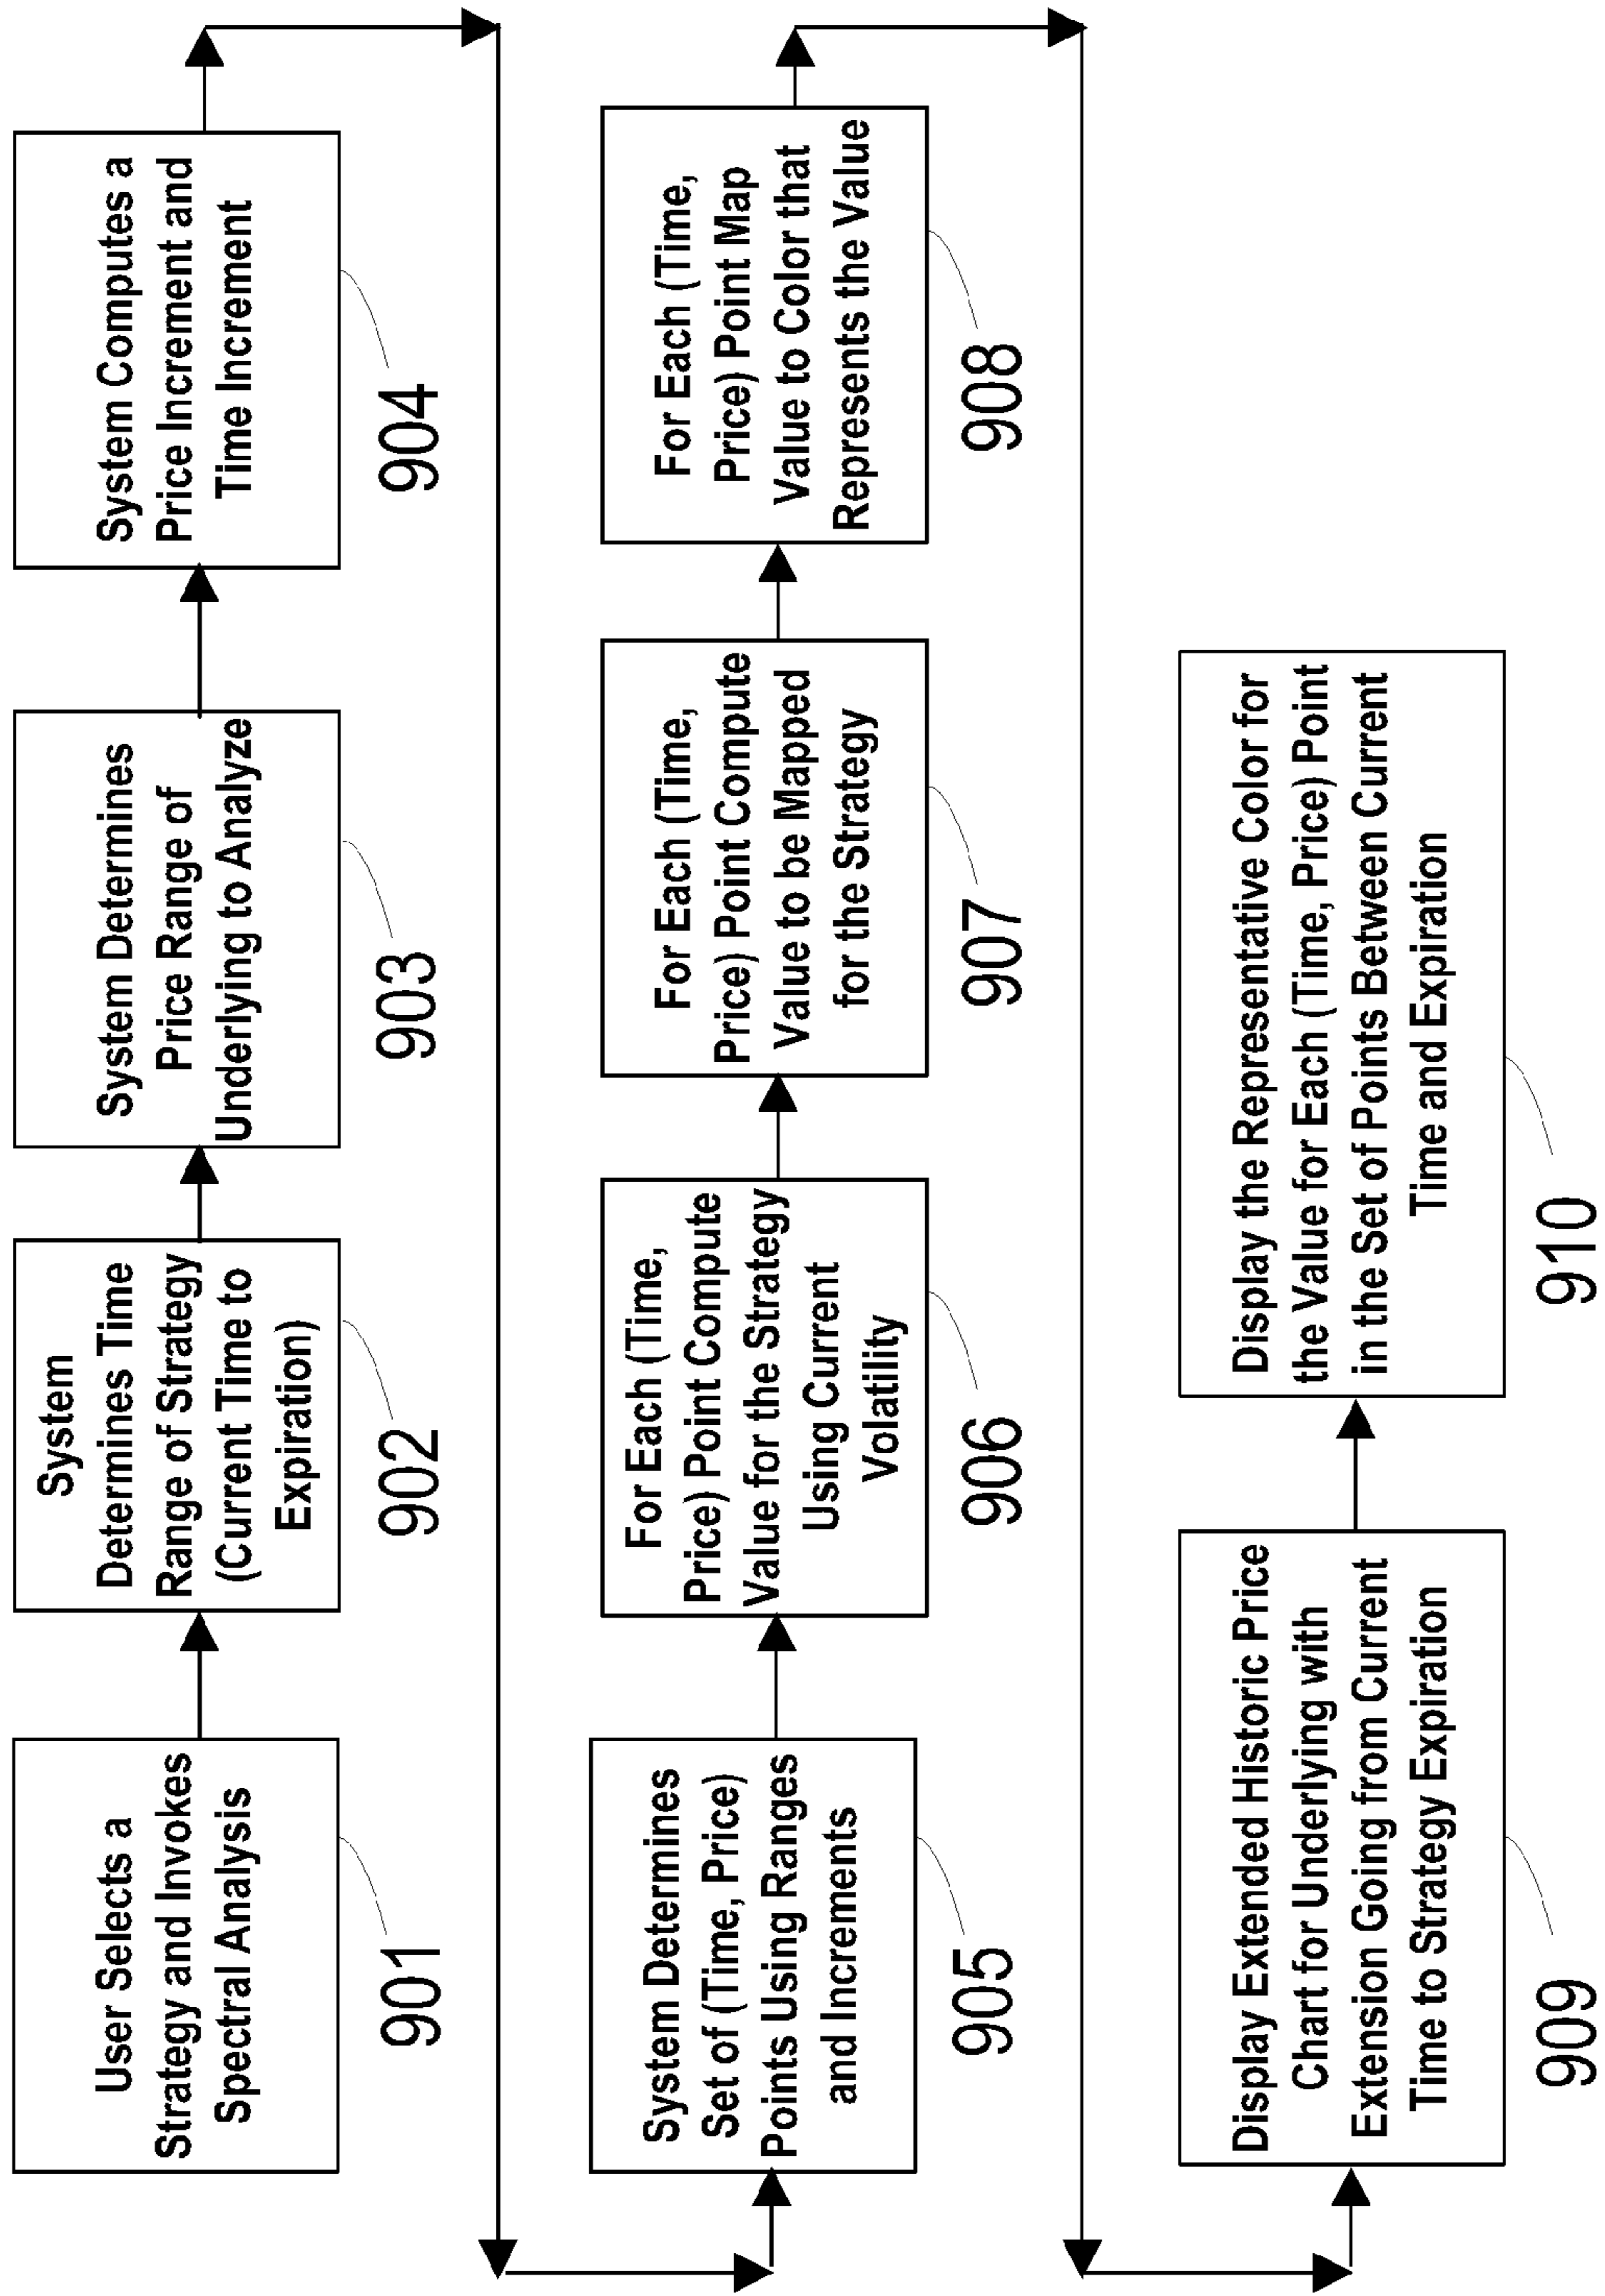 User Selects a
Strategy and Invokes
Spectral Analysis
901
System
Determines Time
Range of Strategy
(Current Time to
Expiration)
902
System Determines
Price Range of
Underlying to Analyze
903
System Computes a
Price Increment and
Time Increment
904
System Determines
Set of (Time, Price)
Points Using Ranges
and Increments
905
For Each (Time,
Price) Point Compute
Value for the Strategy
Using Current
Volatility
906
For Each (Time,
Price) Point Compute
Value to be Mapped
for the Strategy
907
For Each (Time,
Price) Point Map
Value to Color that
Represents the Value
908
Display Extended Historic Price
Chart for Underlying with
Extension Going from Current
Time to Strategy Expiration
909
Display the Representative Color for
the Value for Each (Time, Price) Point
in the Set of Points Between Current
Time and Expiration
910